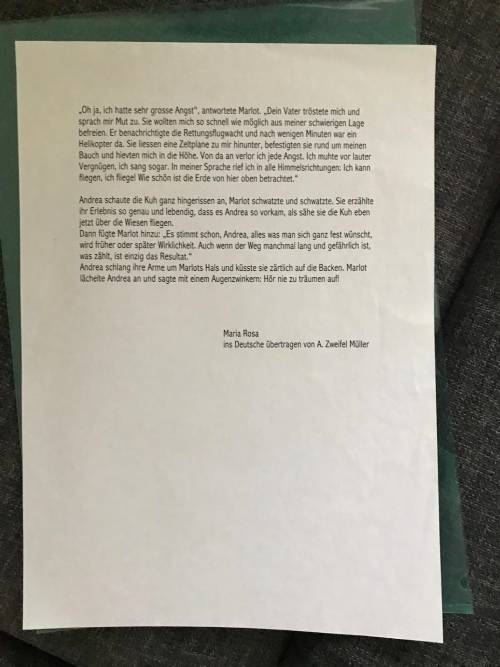 „Oh ja, ich hatte sehr grosse Angst“, antwortete Marlot. „Dein Vater tröstete mich und
sprach mir Mut zu. Sie wollten mich so schnell wie möglich aus meiner schwierigen Lage
befreien. Er benachrichtigte die Rettungsflugwacht und nach wenigen Minuten war ein
Helikopter da. Sie liessen eine Zeltplane zu mir hinunter, befestigten sie rund um meinen
Bauch und hievten mich in die Höhe. Von da an verlor ich jede Angst. Ich muhte vor lauter
Vergnügen, ich sang sogar. In meiner Sprache rief ich in alle Himmelsrichtungen: Ich kann
fliegen, ich fliege! Wie schön ist die Erde von hier oben betrachtet.“
Andrea schaute die Kuh ganz hingerissen an, Marlot schwatzte und schwatzte. Sie erzählte
ihr Erlebnis so genau und lebendig, dass es Andrea so vorkam, als sähe sie die Kuh eben
jetzt über die Wiesen fliegen.
Dann fügte Marlot hinzu: „Es stimmt schon, Andrea, alles was man sich ganz fest wünscht,
wird früher oder später Wirklichkeit. Auch wenn der Weg manchmal lang und gefährlich ist,
was zählt, ist einzig das Resultat.“
Andrea schlang ihre Arme um Marlots Hals und küsste sie zärtlich auf die Backen. Marlot
lächelte Andrea an und sagte mit einem Augenzwinkern: Hör nie zu träumen auf!
Maria Rosa
ins Deutsche übertragen von A. Zweifel Müller